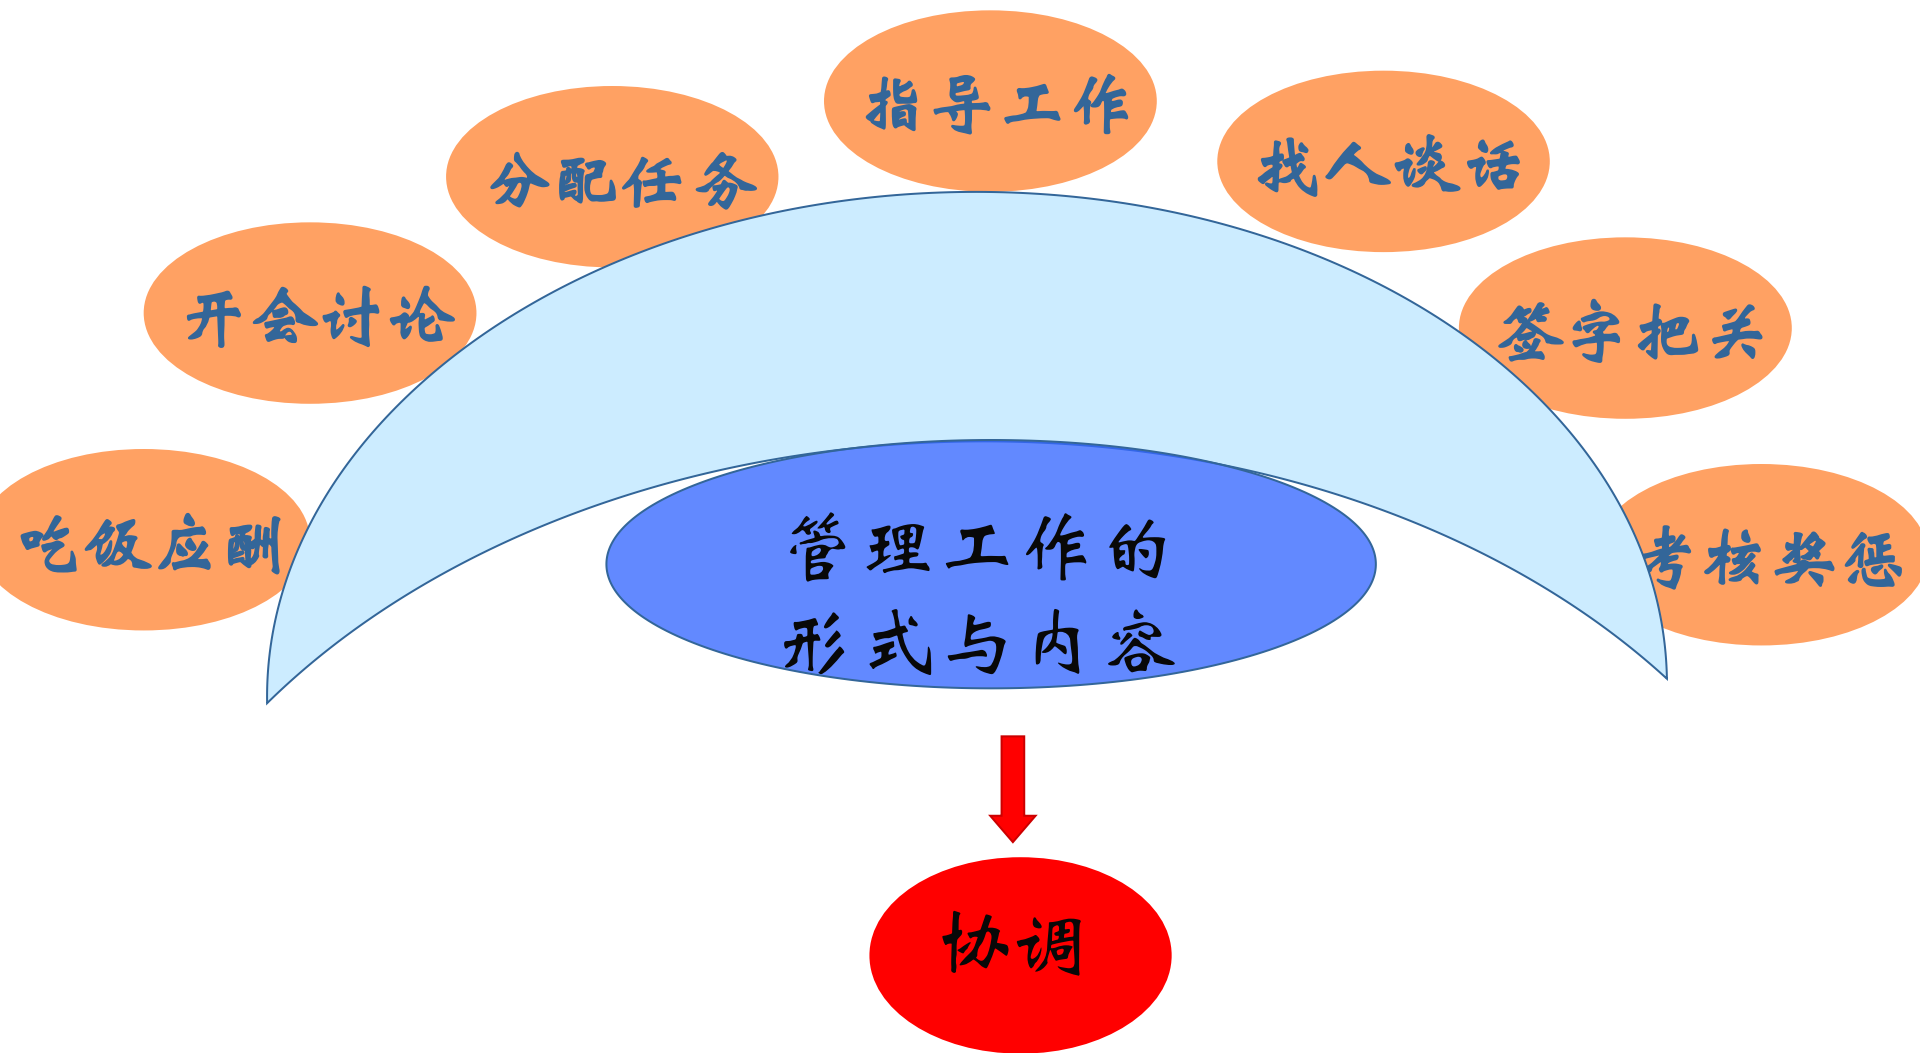 指导工作
分配任务
找人谈话
开会讨论
签字把关
吃饭应酬
考核奖惩
管理工作的
形式与内容
协调